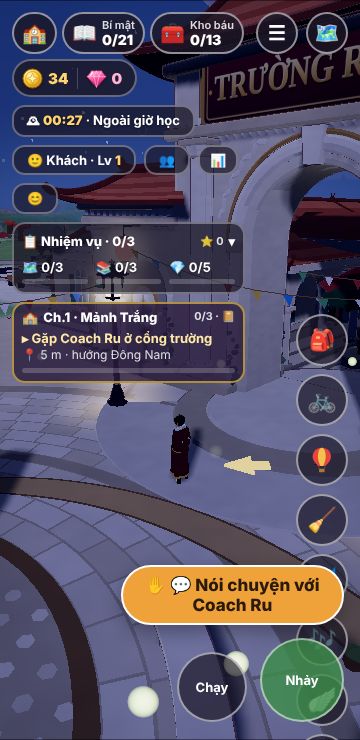 Bí mật
0/21
Kho báu
0/13
34
0
00:27 · Ngoài giờ học
Khách · Lv 1
TRƯỜNG
Nhiệm vụ · 0/3
0
0/3
0/3
0/5
Ch.1 · Mảnh Trắng
0/3 ·
Gặp Coach Ru ở cổng trường
5 m · hướng Đông Nam
Nói chuyện với
Coach Ru
Chạy
Nhảy